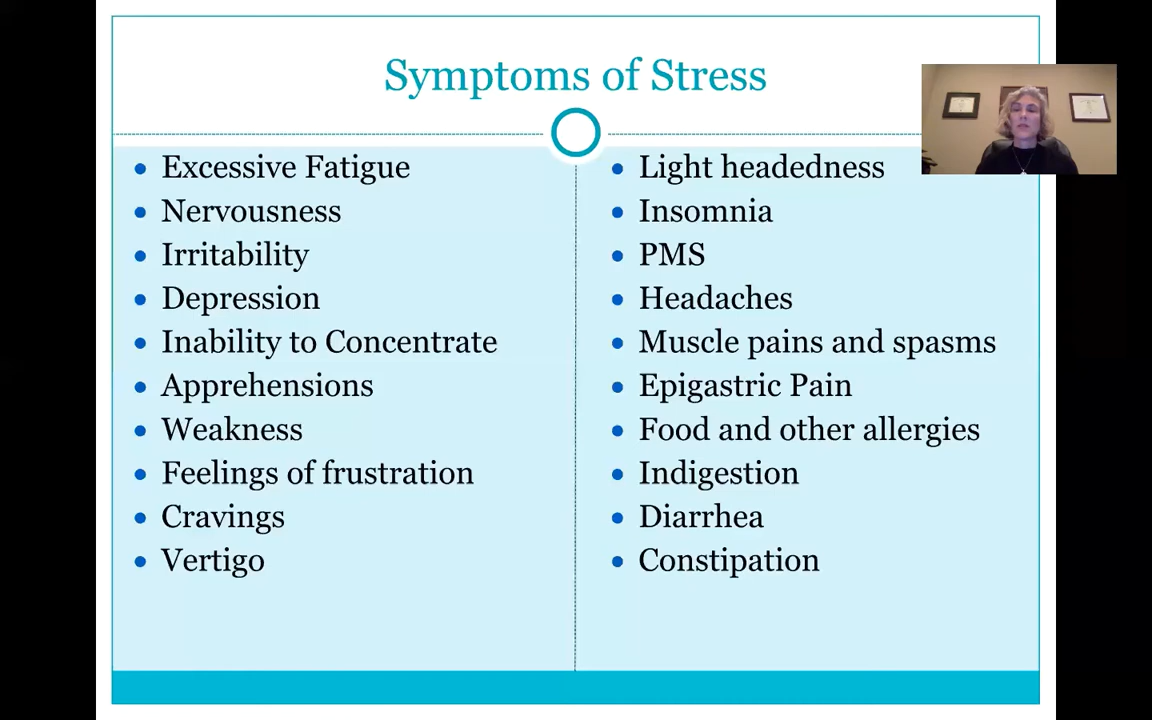 Symptoms of Stress
Excessive Fatigue
Nervousness
Irritability
Depression
Inability to Concentrate
Apprehensions
Weakness
Feelings of frustration
Cravings
Vertigo
Light headedness
Insomnia
PMS
Headaches
Muscle pains and spasms
Epigastric Pain
Food and other allergies
Indigestion
Diarrhea
Constipation